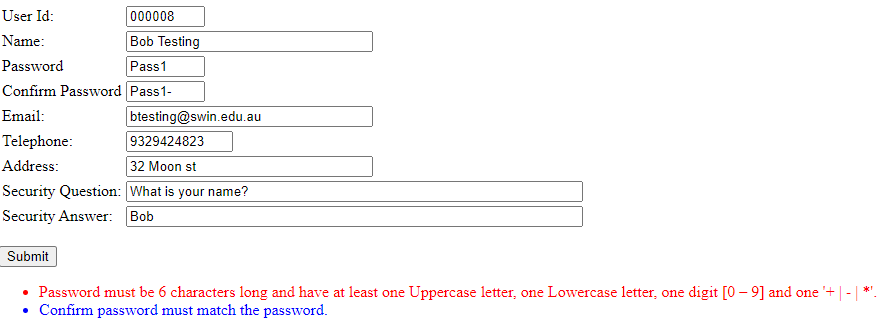 User Id: 000008
Name: Bob Testing
Password Pass1
Confirm Password Pass1-
Email: btesting@swin.edu.au
Telephone: 9329424823
Address: 32 Moon st
Security Question: What is your name?
Security Answer: Bob
Submit
• Password must be 6 characters long and have at least one Uppercase letter, one Lowercase letter, one digit [0 – 9] and one '+ | - | *'.
• Confirm password must match the password.